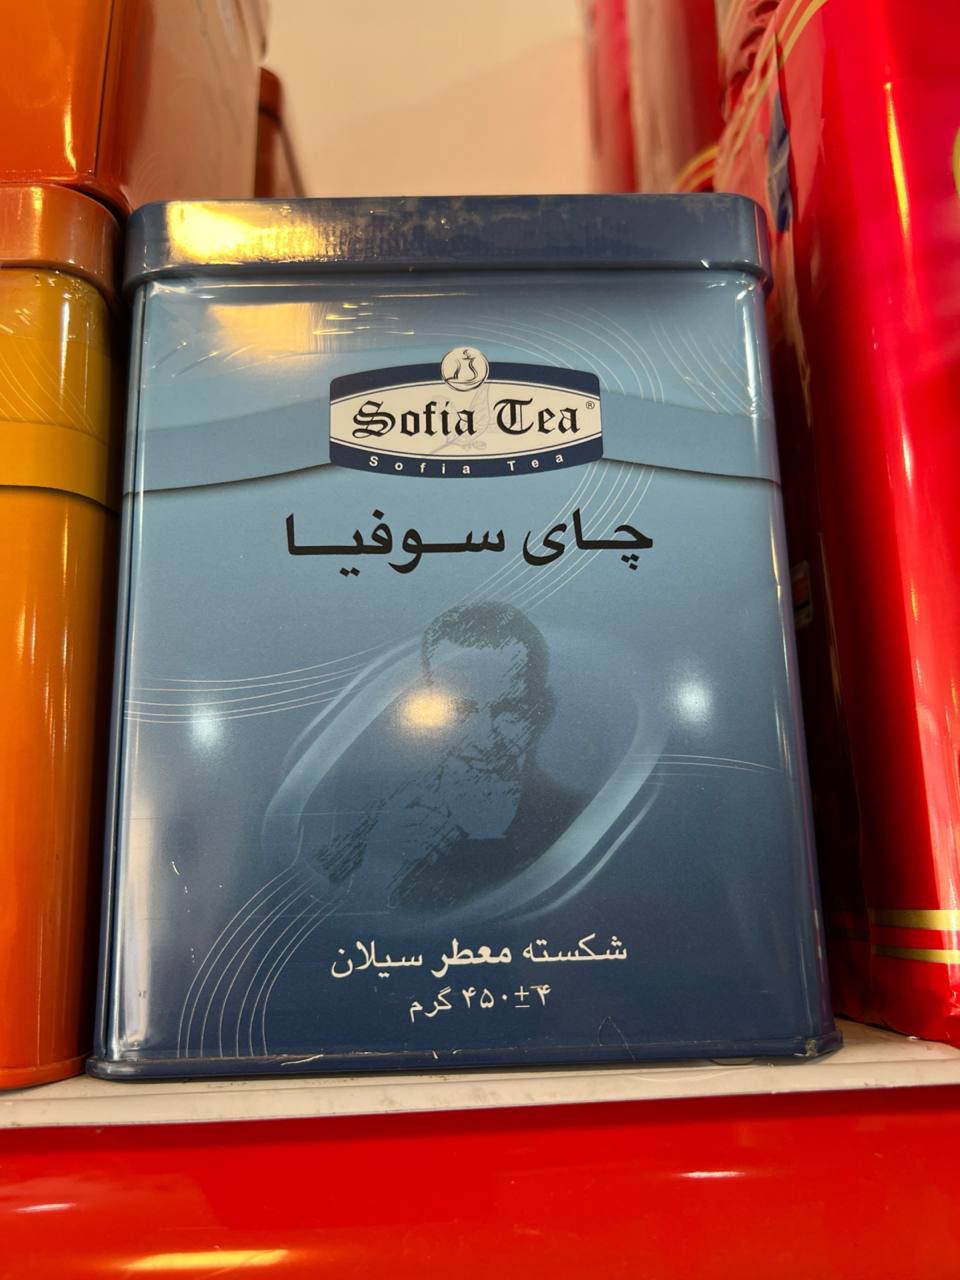 Sofia Tea®
Sofia Tea
چای سوفیا
شکسته معطر سیلان
۴±۴۵۰ گرم